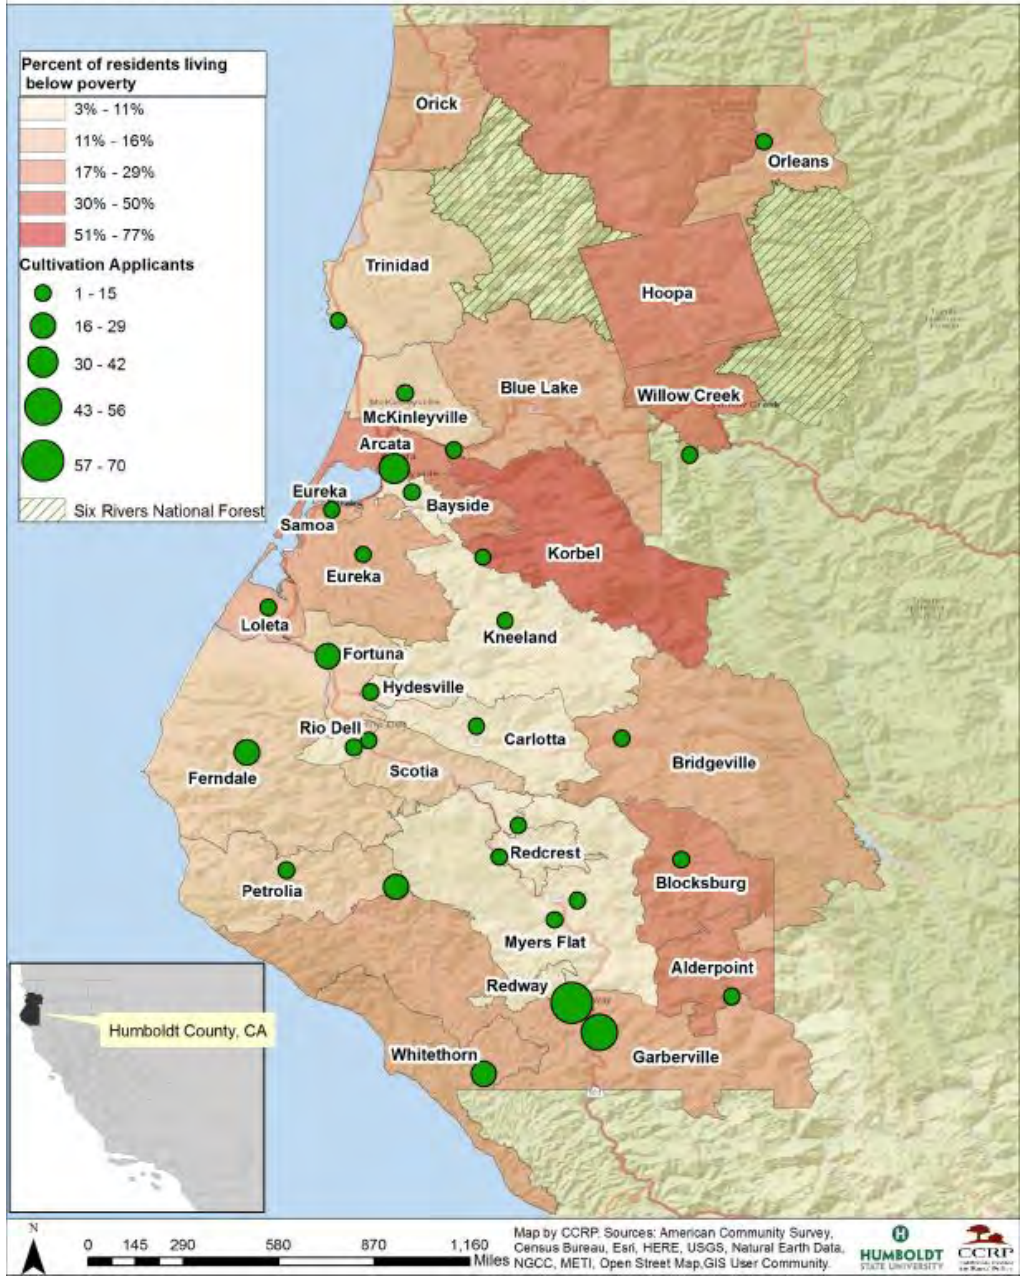 Percent of residents living
below poverty
3% - 11%
11% - 16%
17% - 29%
30% - 50%
51% - 77%
Cultivation Applicants
1 - 15
16 - 29
30 - 42
43 - 56
57 - 70
Six Rivers National Forest
Orick
Orleans
Trinidad
Hoopa
Blue Lake
Willow Creek
McKinleyville
Arcata
Eureka
Bayside
Samoa
Korbel
Eureka
Loleta
Kneeland
Fortuna
Hydesville
Rio Dell
Carlotta
Bridgeville
Scotia
Ferndale
Redcrest
Blocksburg
Petrolia
Myers Flat
Alderpoint
Redway
Garberville
Whitethorn
Humboldt County, CA
N
0 145 290 580 870 1,160
Miles
Map by CCRP. Sources: American Community Survey,
Census Bureau, Esri, HERE, USGS, Natural Earth Data,
NGCC, METI, Open Street Map,GIS User Community.
H
HUMBOLDT
STATE UNIVERSITY
CCRP